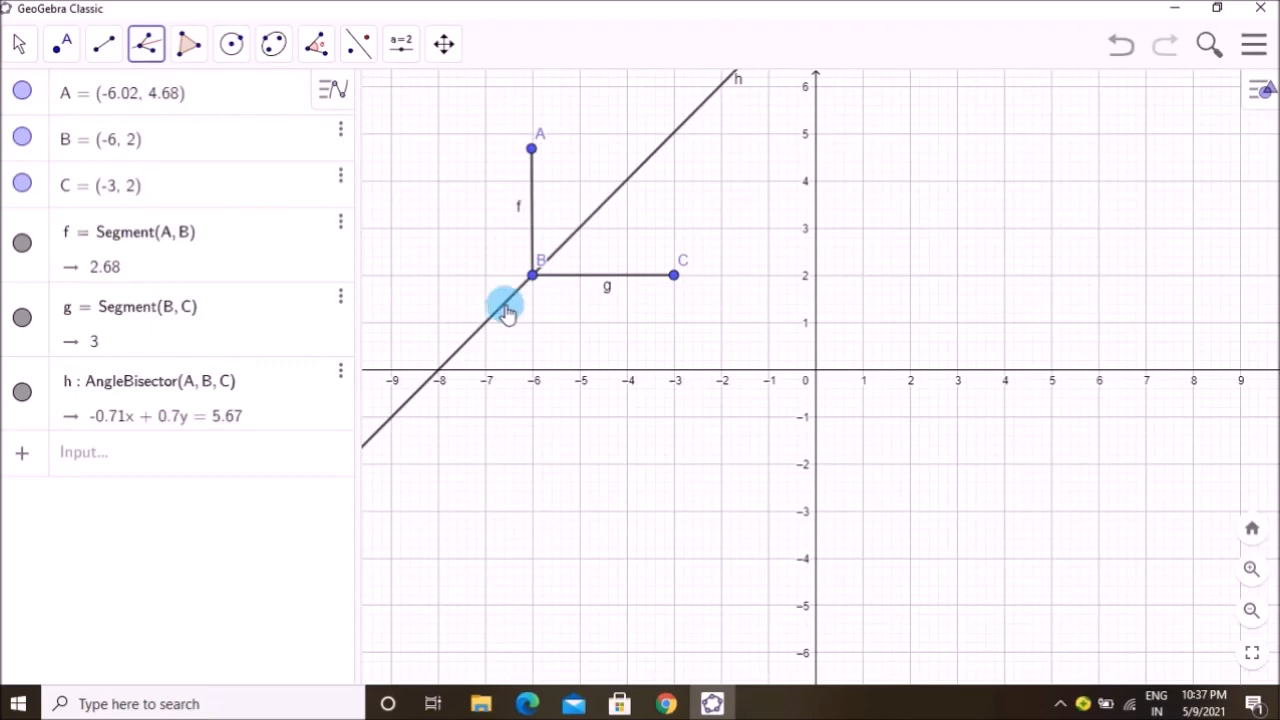 GeoGebra Classic
A
a=2
A = (-6.02, 4.68)
B = (-6, 2)
C = (-3, 2)
f = Segment(A, B)
→ 2.68
g = Segment(B, C)
→ 3
h : AngleBisector(A, B, C)
→ -0.71x + 0.7y = 5.67
+ Input...
h
A
f
B
C
g
6
5
4
3
2
1
−9 −8 −7 −6 −5 −4 −3 −2 −1 0 1 2 3 4 5 6 7 8 9
−1
−2
−3
−4
−5
−6
Type here to search
ENG
IN
10:37 PM
5/9/2021
1